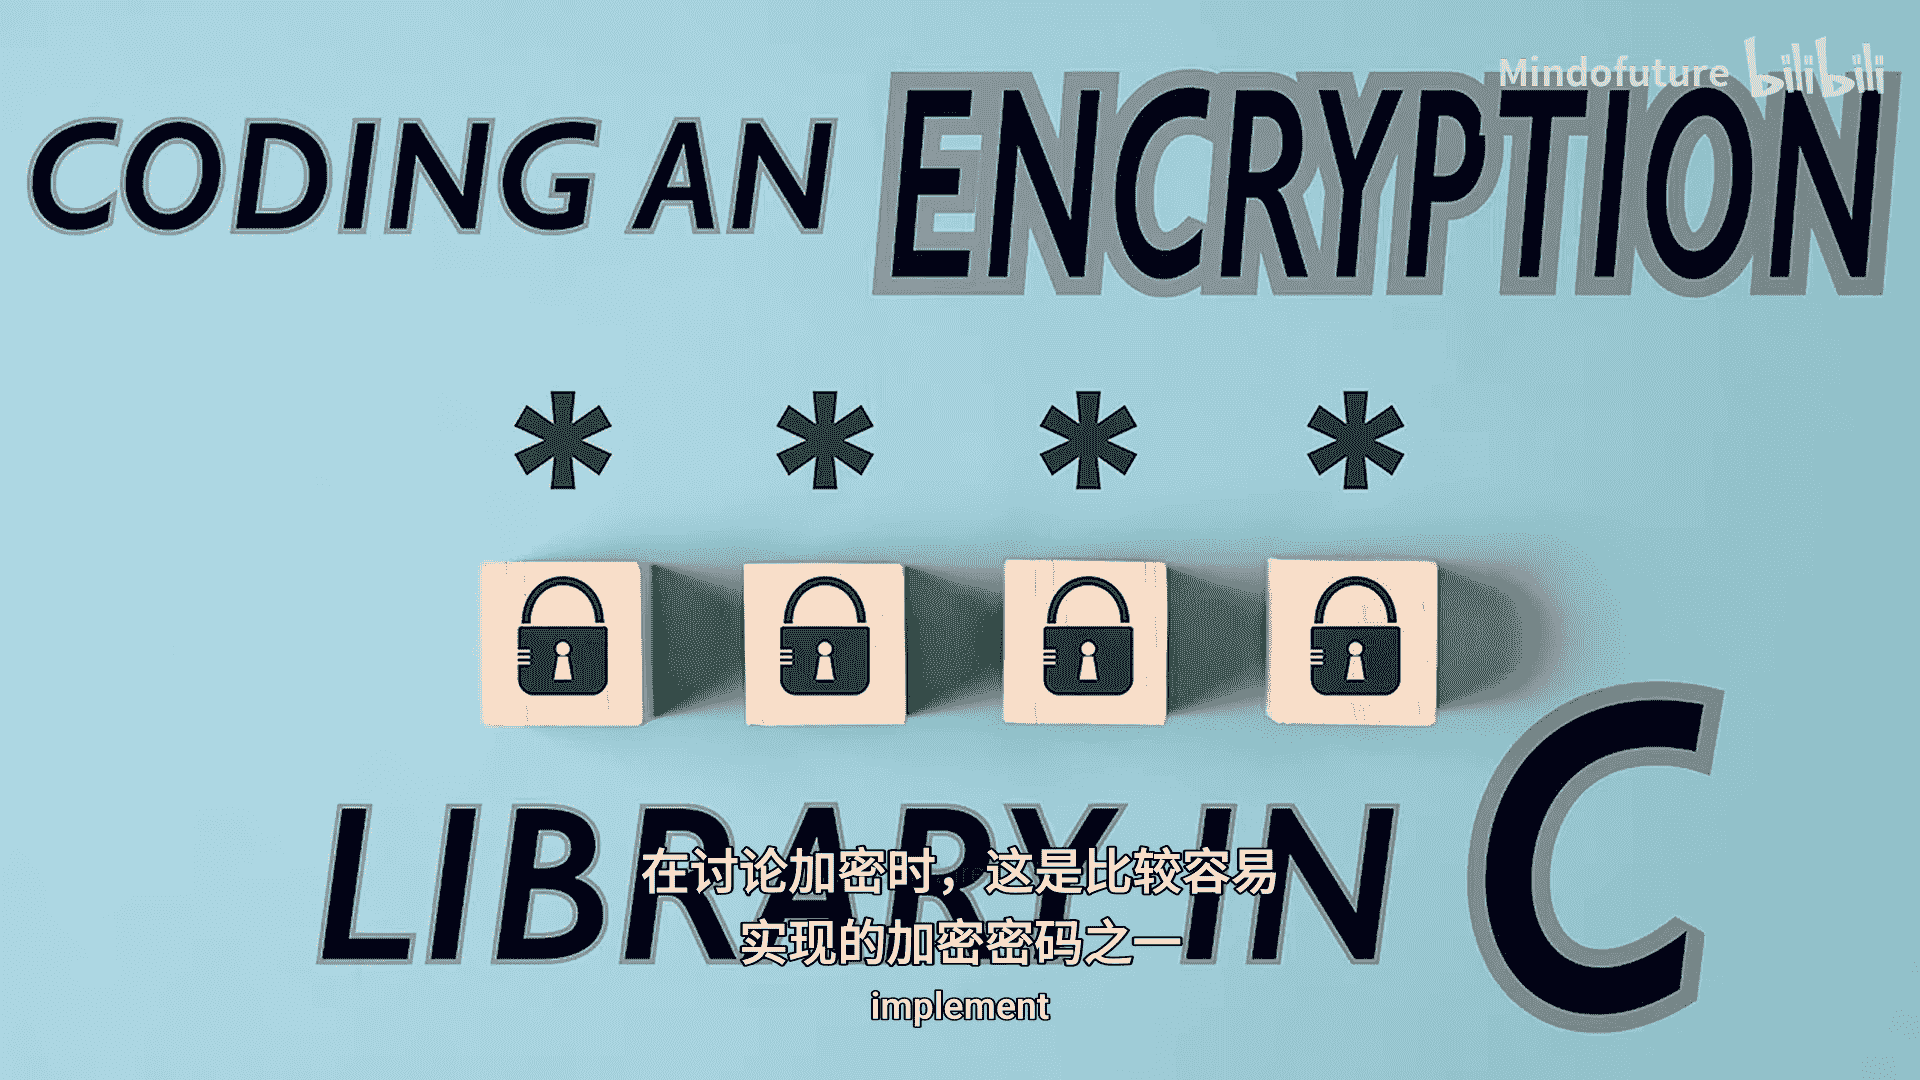 Mindofuture bilibili
CODING AN ENCRYPTION
* * * *
LIBRARY IN C
在讨论加密时，这是比较容易
实现的加密密码之一
implement